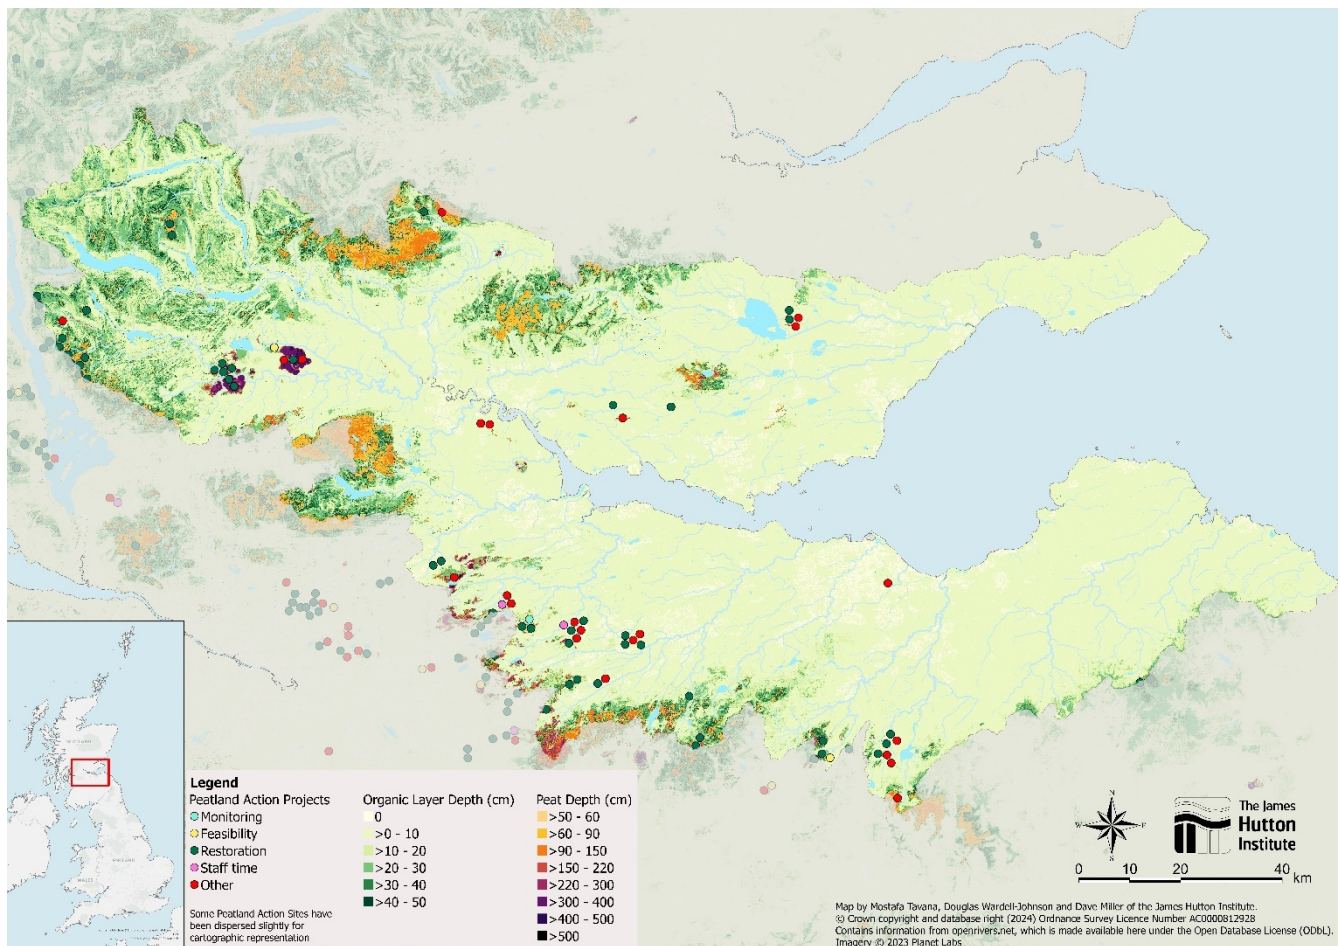 SCOTLAND
ENGLAND
WALES
Legend
Peatland Action Projects
Monitoring
Feasibility
Restoration
Staff time
Other
Some Peatland Action Sites have
been dispersed slightly for
cartographic representation
Organic Layer Depth (cm)
0
>0 - 10
>10 - 20
>20 - 30
>30 - 40
>40 - 50
Peat Depth (cm)
>50 - 60
>60 - 90
>90 - 150
>150 - 220
>220 - 300
>300 - 400
>400 - 500
>500
N
W
E
S
The James
Hutton
Institute
0 10 20 40
km
Map by Mostafa Tavana, Douglas Wardell-Johnson and Dave Miller of the James Hutton Institute.
© Crown copyright and database right (2024) Ordnance Survey Licence Number AC0000812928
Contains information from openrivers.net, which is made available here under the Open Database License (ODbL).
Imagery © 2023 Planet Labs